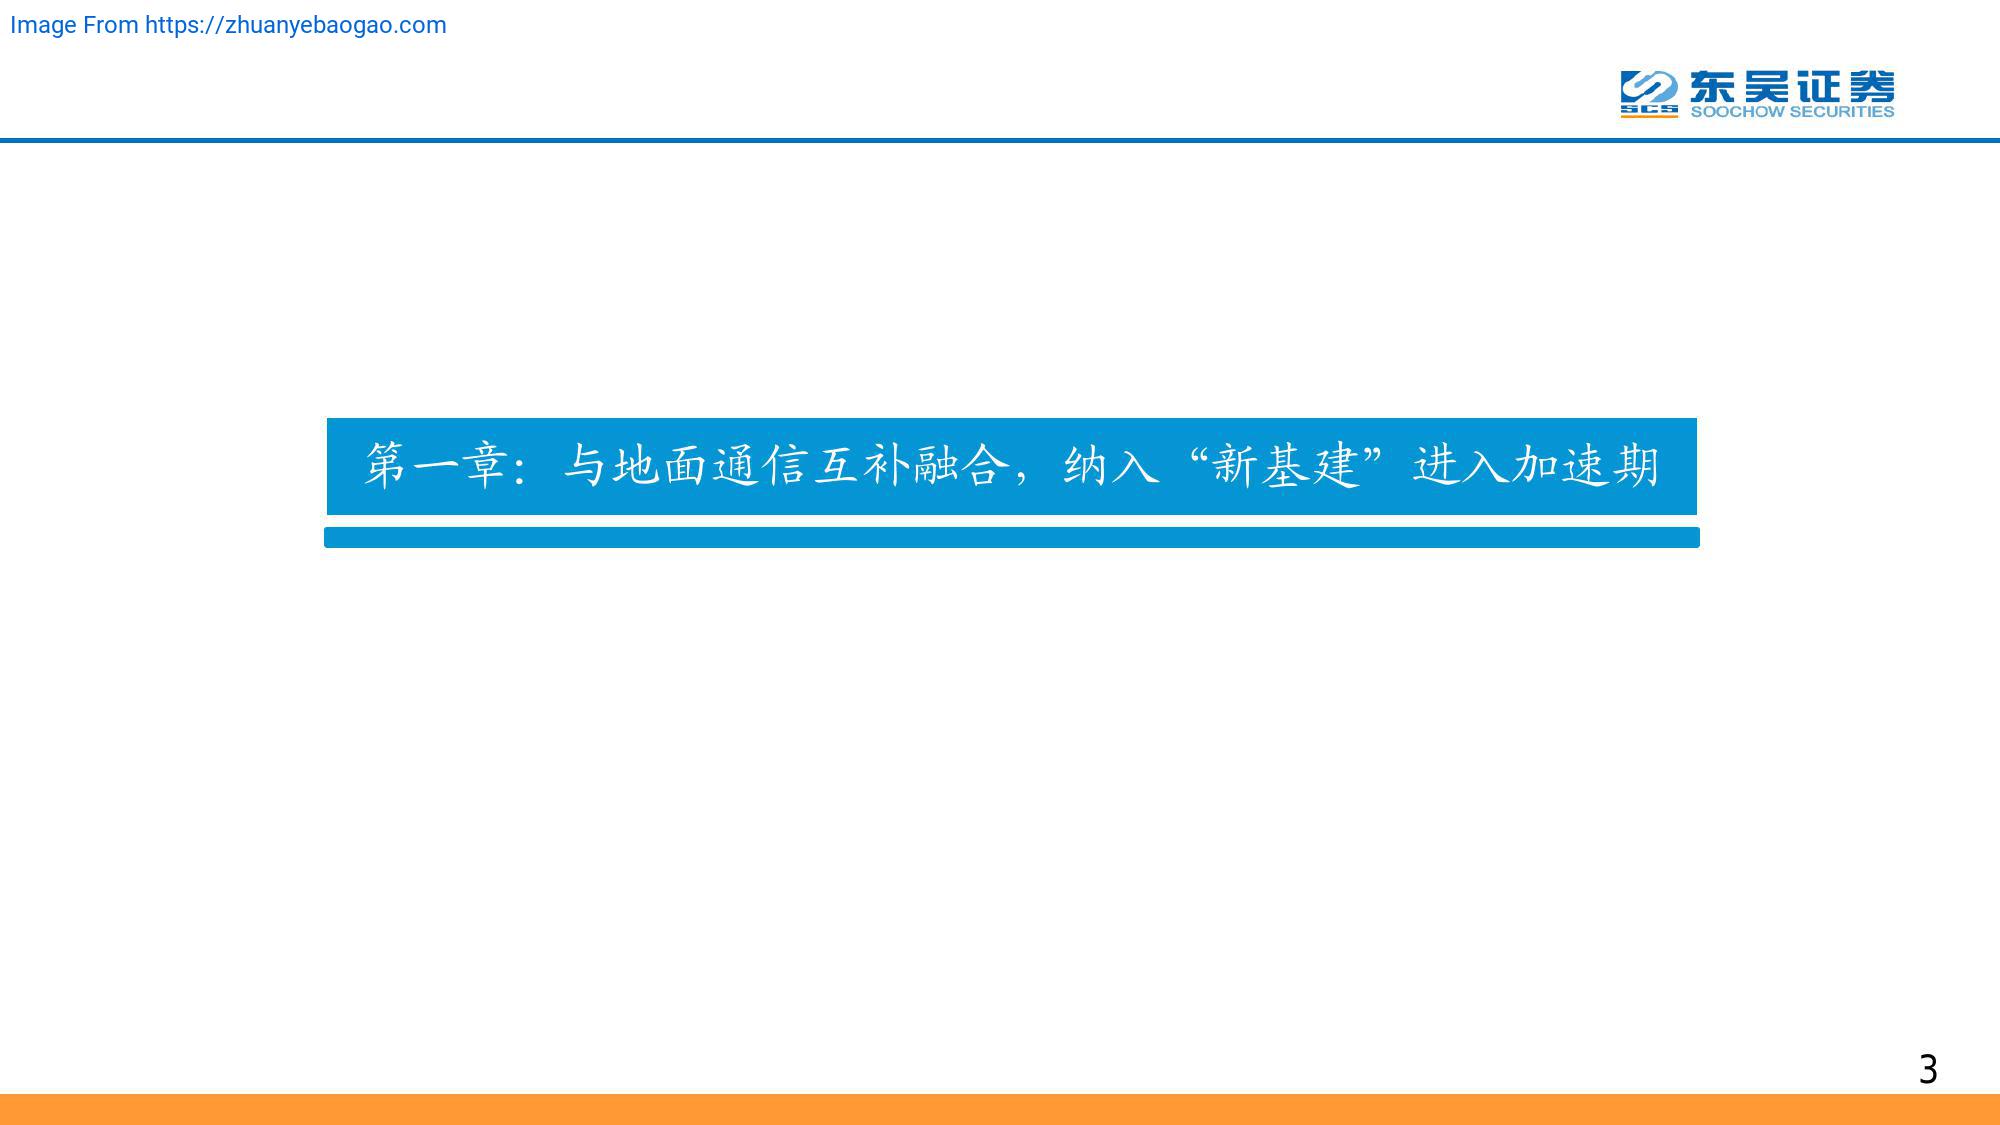 Image From https://zhuanyebaogao.com
SCS
东吴证券
SOOCHOW SECURITIES
第一章：与地面通信互补融合，纳入“新基建”进入加速期
3